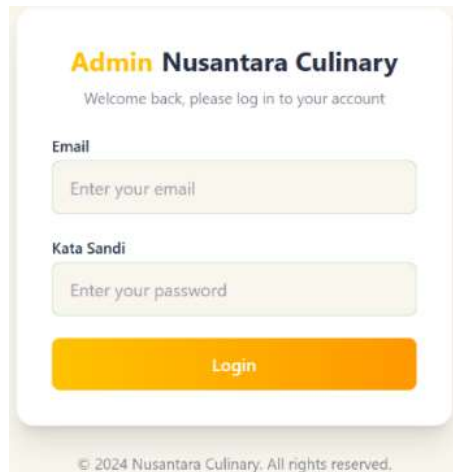 Admin Nusantara Culinary
Welcome back, please log in to your account
Email
Enter your email
Kata Sandi
Enter your password
Login
© 2024 Nusantara Culinary. All rights reserved.